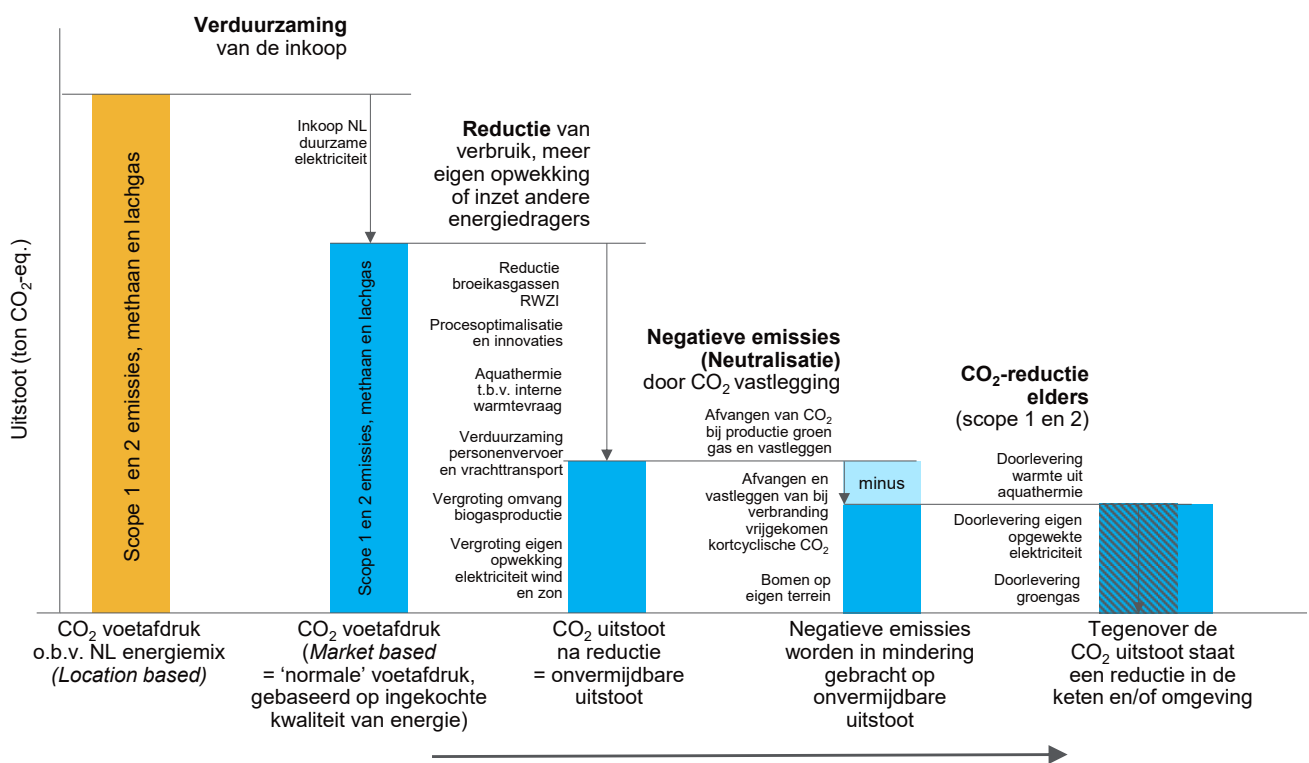 Verduurzaming
van de inkoop
Inkoop NL
duurzame
elektriciteit
Reductie van
verbruik, meer
eigen opwekking
of inzet andere
energiedragers
Reductie
broeikasgassen
RWZI
Procesoptimalisatie
en innovaties
Aquathermie
t.b.v. interne
warmtevraag
Verduurzaming
personenvervoer
en vrachttransport
Vergroting omvang
biogasproductie
Vergroting eigen
opwekking
elektriciteit wind
en zon
Negatieve emissies
(Neutralisatie)
door CO₂ vastlegging
Afvangen van CO₂
bij productie groen
gas en vastleggen
Afvangen en
vastleggen van bij
verbranding
vrijgekomen
kortcyclische CO₂
Bomen op
eigen terrein
minus
CO₂-reductie
elders
(scope 1 en 2)
Doorlevering
warmte uit
aquathermie
Doorlevering eigen
opgewekte
elektriciteit
Doorlevering
groengas
Uitstoot (ton CO₂-eq.)
Scope 1 en 2 emissies, methaan en lachgas
Scope 1 en 2 emissies, methaan en lachgas
CO₂ voetafdruk
o.b.v. NL energiemix
(Location based)
CO₂ voetafdruk
(Market based
= ‘normale’ voetafdruk,
gebaseerd op ingekochte
kwaliteit van energie)
CO₂ uitstoot
na reductie
= onvermijdbare
uitstoot
Negatieve emissies
worden in mindering
gebracht op
onvermijdbare
uitstoot
Tegenover de
CO₂ uitstoot staat
een reductie in de
keten en/of omgeving